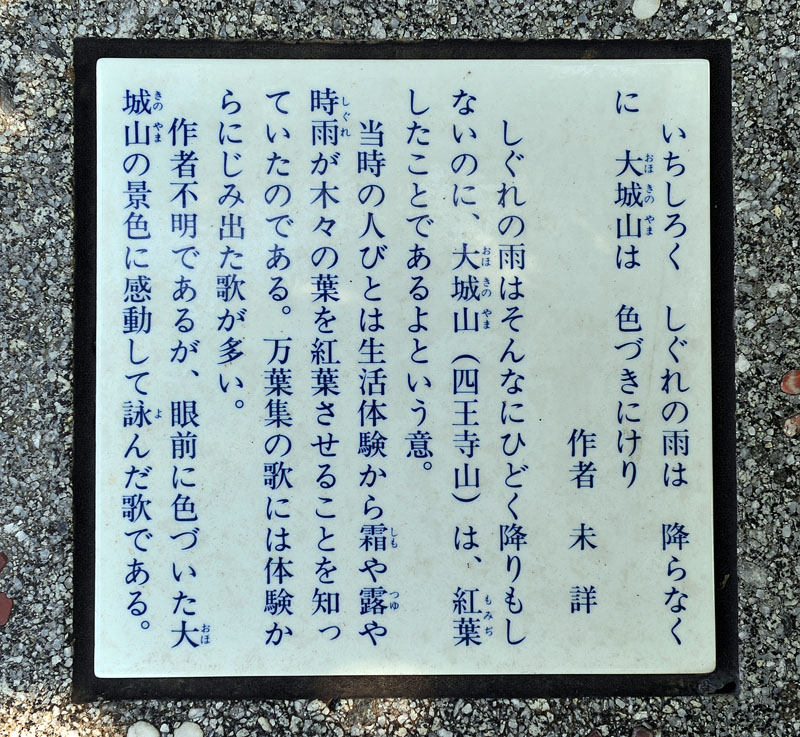 いちしろく しぐれの雨は 降らなく
に 大城山は 色づきにけり
作者 未詳
しぐれの雨はそんなにひどく降りもし
ないのに、大城山（四王寺山）は、紅葉
したことであるよという意。
当時の人びとは生活体験から霜や露や
時雨が木々の葉を紅葉させることを知っ
ていたのである。万葉集の歌には体験か
らにじみ出た歌が多い。
作者不明であるが、眼前に色づいた大
城山の景色に感動して詠んだ歌である。